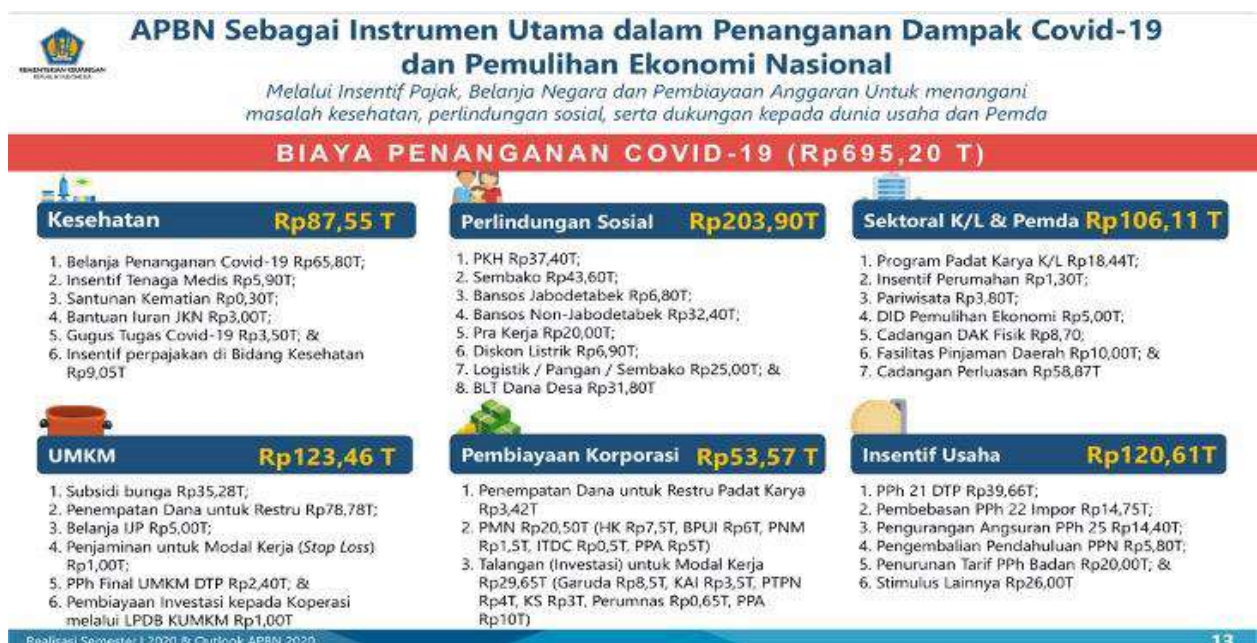 APBN Sebagai Instrumen Utama dalam Penanganan Dampak Covid-19
dan Pemulihan Ekonomi Nasional
KEMENTERIAN KEUANGAN
REPUBLIK INDONESIA
Melalui Insentif Pajak, Belanja Negara dan Pembiayaan Anggaran Untuk menangani
masalah kesehatan, perlindungan sosial, serta dukungan kepada dunia usaha dan Pemda
BIAYA PENANGANAN COVID-19 (Rp695,20 T)
Kesehatan Rp87,55 T
1. Belanja Penanganan Covid-19 Rp65,80T;
2. Insentif Tenaga Medis Rp5,90T;
3. Santunan Kematian Rp0,30T;
4. Bantuan Iuran JKN Rp3,00T;
5. Gugus Tugas Covid-19 Rp3,50T; &
6. Insentif perpajakan di Bidang Kesehatan
Rp9,05T
Perlindungan Sosial Rp203,90T
1. PKH Rp37,40T;
2. Sembako Rp43,60T;
3. Bansos Jabodetabek Rp6,80T;
4. Bansos Non-Jabodetabek Rp32,40T;
5. Pra Kerja Rp20,00T;
6. Diskon Listrik Rp6,90T;
7. Logistik / Pangan / Sembako Rp25,00T; &
8. BLT Dana Desa Rp31,80T
Sektoral K/L & Pemda Rp106,11 T
1. Program Padat Karya K/L Rp18,44T;
2. Insentif Perumahan Rp1,30T;
3. Pariwisata Rp3,80T;
4. DID Pemulihan Ekonomi Rp5,00T;
5. Cadangan DAK Fisik Rp8,70;
6. Fasilitas Pinjaman Daerah Rp10,00T; &
7. Cadangan Perluasan Rp58,87T
UMKM Rp123,46 T
1. Subsidi bunga Rp35,28T;
2. Penempatan Dana untuk Restru Rp78,78T;
3. Belanja IJP Rp5,00T;
4. Penjaminan untuk Modal Kerja (Stop Loss)
Rp1,00T;
5. PPh Final UMKM DTP Rp2,40T; &
6. Pembiayaan Investasi kepada Koperasi
melalui LPDB KUMKM Rp1,00T
Pembiayaan Korporasi Rp53,57 T
1. Penempatan Dana untuk Restru Padat Karya
Rp3,42T
2. PMN Rp20,50T (HK Rp7,5T, BPUI Rp6T, PNM
Rp1,5T, ITDC Rp0,5T, PPA Rp5T)
3. Talangan (Investasi) untuk Modal Kerja
Rp29,65T (Garuda Rp8,5T, KAI Rp3,5T, PTPN
Rp4T, KS Rp3T, Perumnas Rp0,65T, PPA
Rp10T)
Insentif Usaha Rp120,61T
1. PPh 21 DTP Rp39,66T;
2. Pembebasan PPh 22 Impor Rp14,75T;
3. Pengurangan Angsuran PPh 25 Rp14,40T;
4. Pengembalian Pendahuluan PPN Rp5,80T;
5. Penurunan Tarif PPh Badan Rp20,00T; &
6. Stimulus Lainnya Rp26,00T
Realisasi Semester I 2020 & Outlook APBN 2020
13